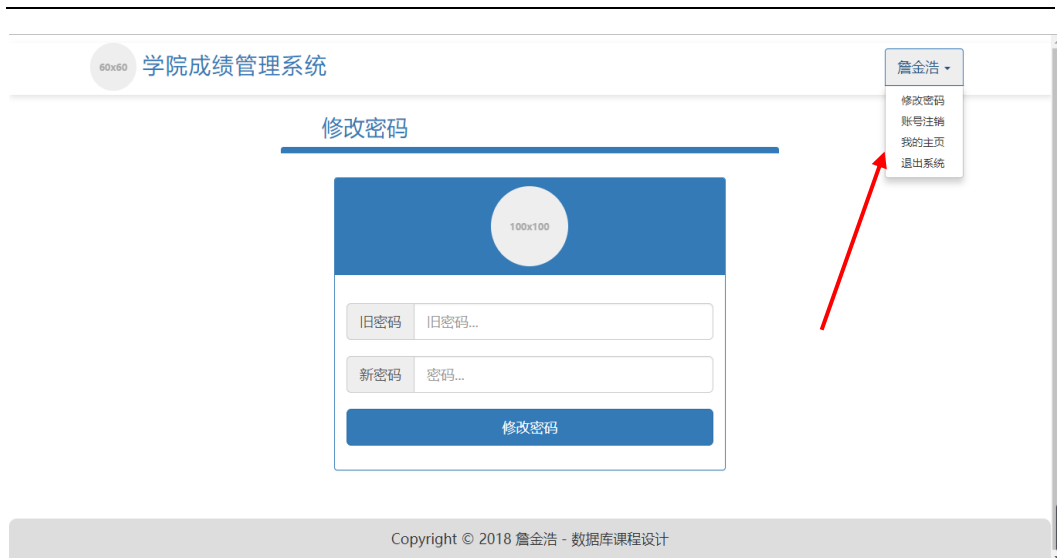 60x60 学院成绩管理系统
詹金浩
修改密码
账号注销
我的主页
退出系统
修改密码
100x100
旧密码 旧密码...
新密码 密码...
修改密码
Copyright © 2018 詹金浩 - 数据库课程设计